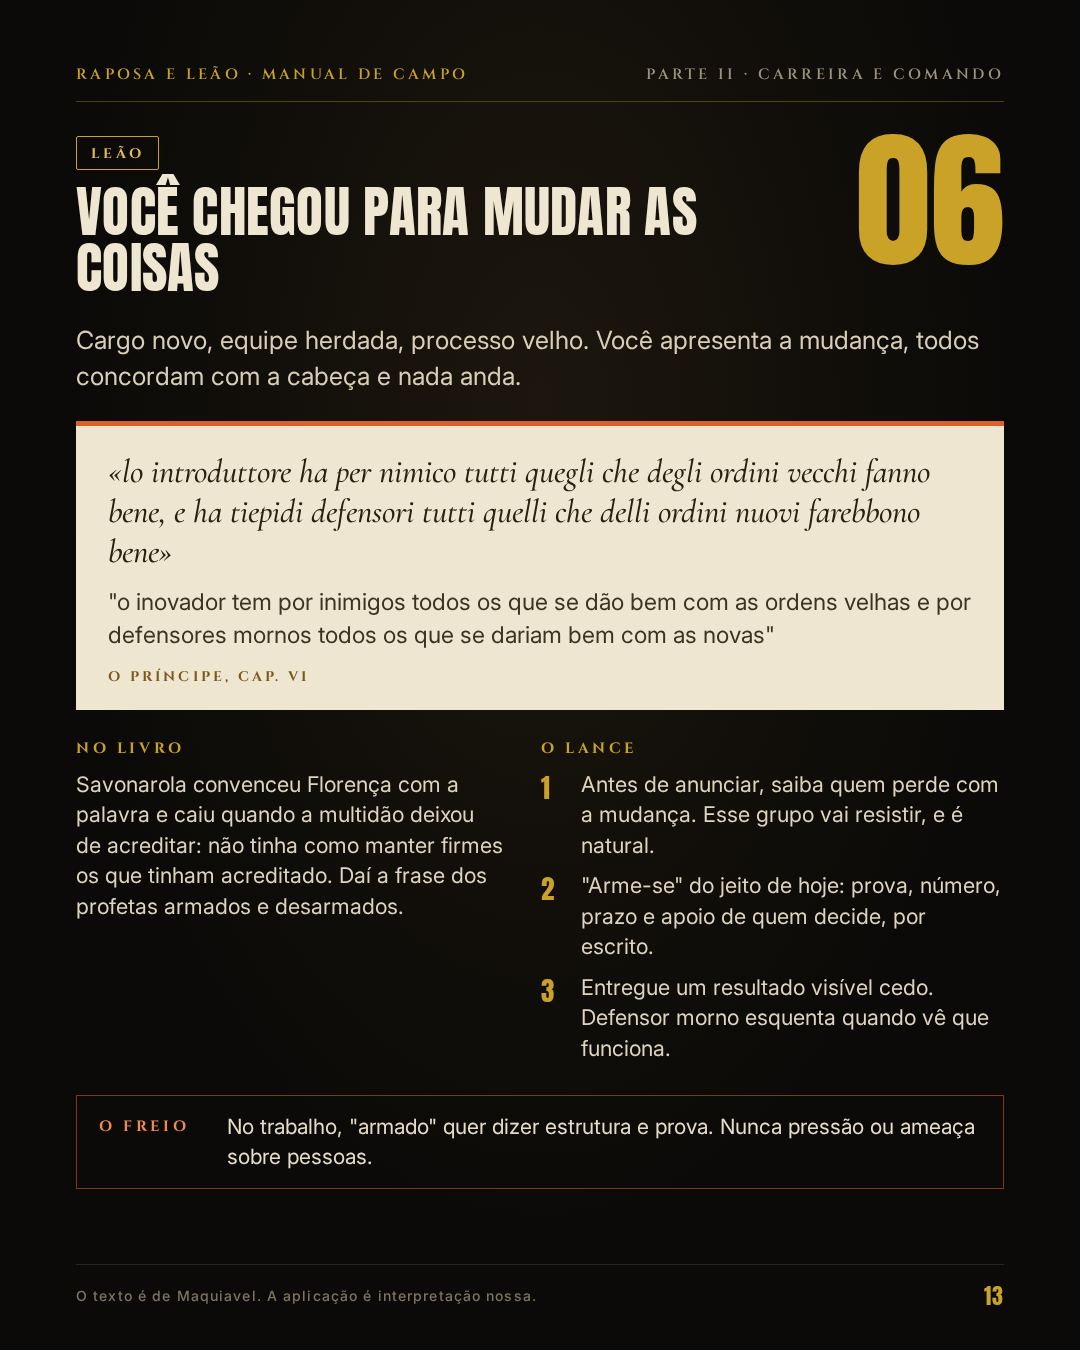 RAPOSA E LEÃO · MANUAL DE CAMPO
PARTE II · CARREIRA E COMANDO
LEÃO
06
VOCÊ CHEGOU PARA MUDAR AS
COISAS
Cargo novo, equipe herdada, processo velho. Você apresenta a mudança, todos
concordam com a cabeça e nada anda.
«lo introduttore ha per nimico tutti quegli che degli ordini vecchi fanno
bene, e ha tiepidi defensori tutti quelli che delli ordini nuovi farebbono
bene»
"o inovador tem por inimigos todos os que se dão bem com as ordens velhas e por
defensores mornos todos os que se dariam bem com as novas"
O PRÍNCIPE, CAP. VI
NO LIVRO
Savonarola convenceu Florença com a
palavra e caiu quando a multidão deixou
de acreditar: não tinha como manter firmes
os que tinham acreditado. Daí a frase dos
profetas armados e desarmados.
O LANCE
1 Antes de anunciar, saiba quem perde com
a mudança. Esse grupo vai resistir, e é
natural.
2 "Arme-se" do jeito de hoje: prova, número,
prazo e apoio de quem decide, por
escrito.
3 Entregue um resultado visível cedo.
Defensor morno esquenta quando vê que
funciona.
O FREIO
No trabalho, "armado" quer dizer estrutura e prova. Nunca pressão ou ameaça
sobre pessoas.
O texto é de Maquiavel. A aplicação é interpretação nossa.
13